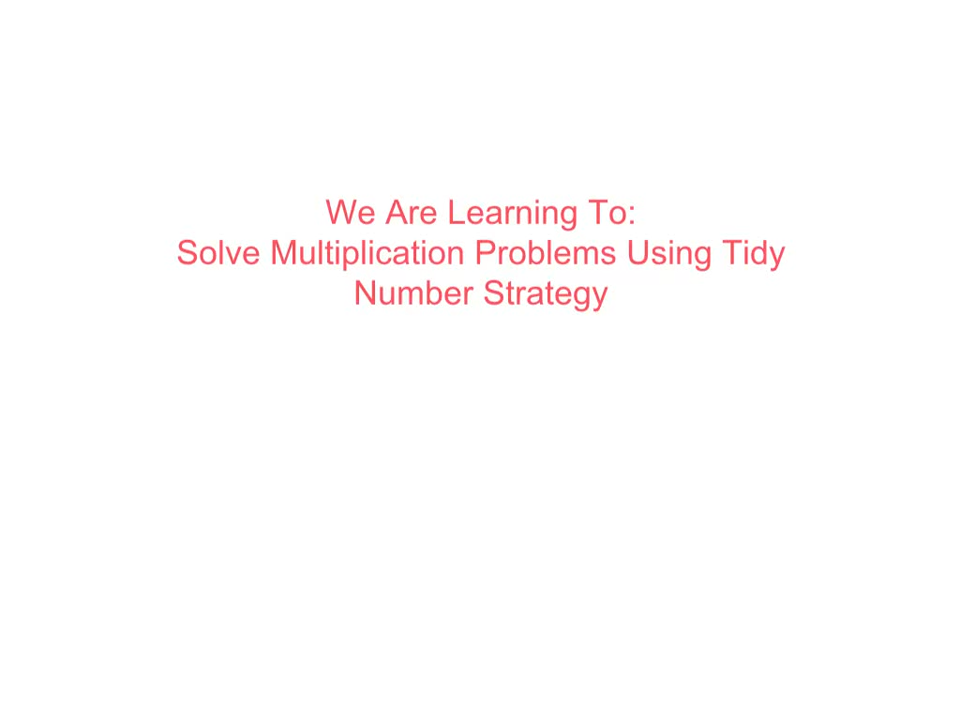 We Are Learning To:
Solve Multiplication Problems Using Tidy
Number Strategy